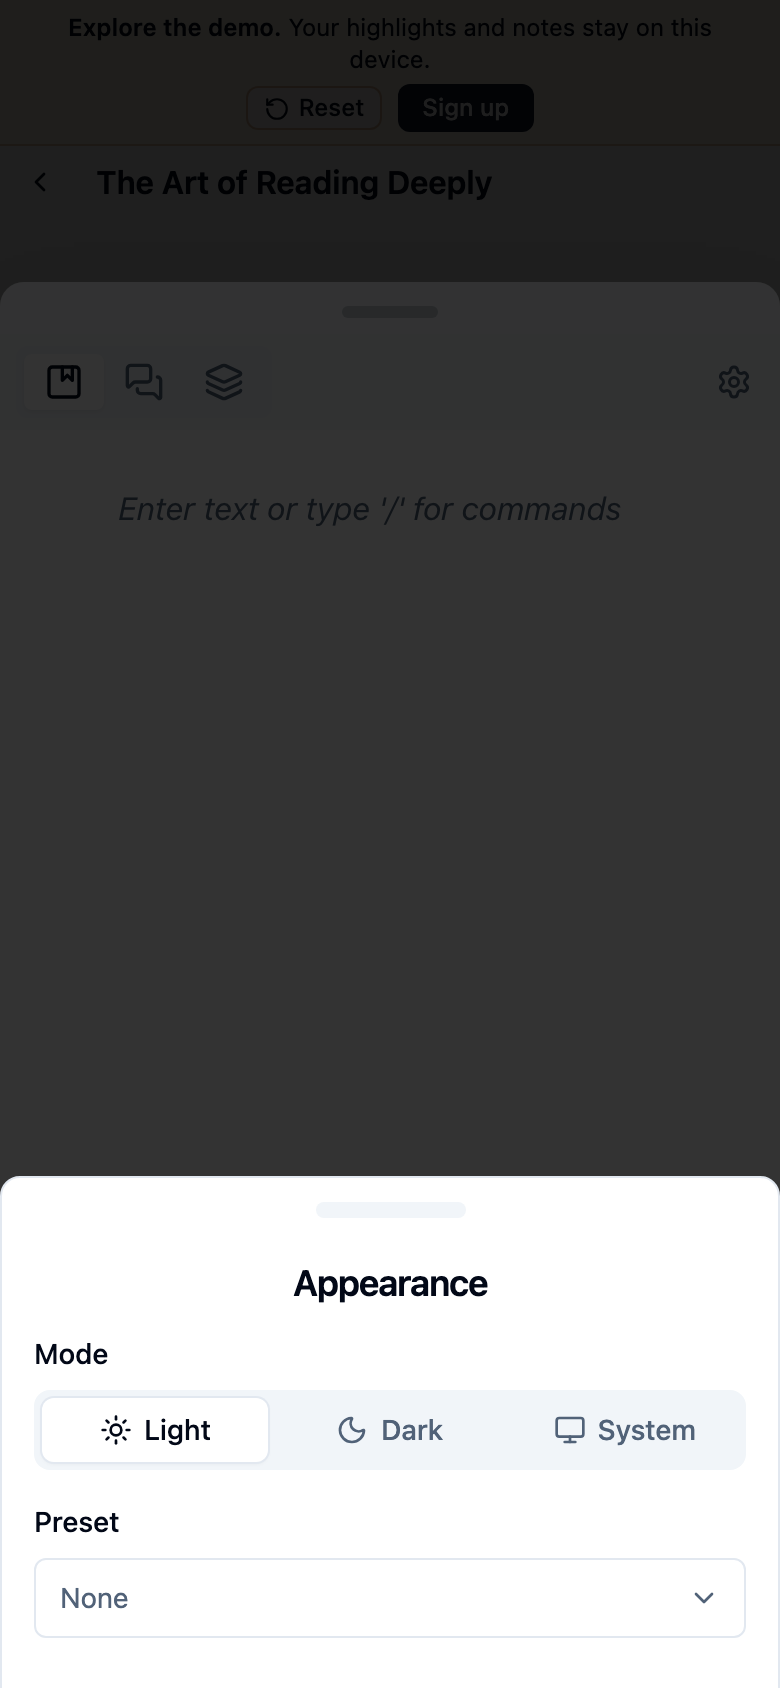 Explore the demo. Your highlights and notes stay on this
device.
Reset Sign up
The Art of Reading Deeply
Enter text or type '/' for commands
Appearance
Mode
Light Dark System
Preset
None